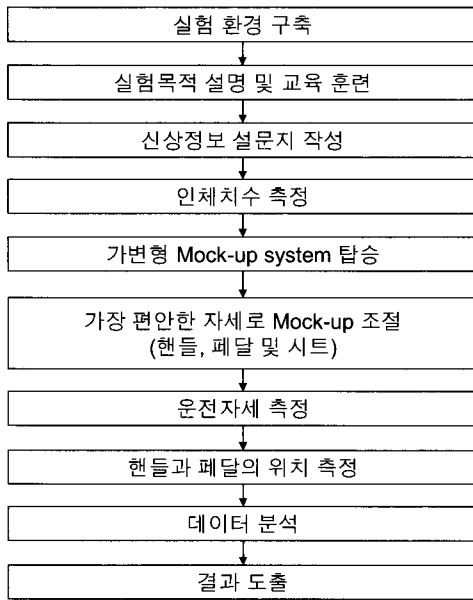 실험 환경 구축
실험목적 설명 및 교육 훈련
신상정보 설문지 작성
인체치수 측정
가변형 Mock-up system 탑승
가장 편안한 자세로 Mock-up 조절
(핸들, 페달 및 시트)
운전자세 측정
핸들과 페달의 위치 측정
데이터 분석
결과 도출